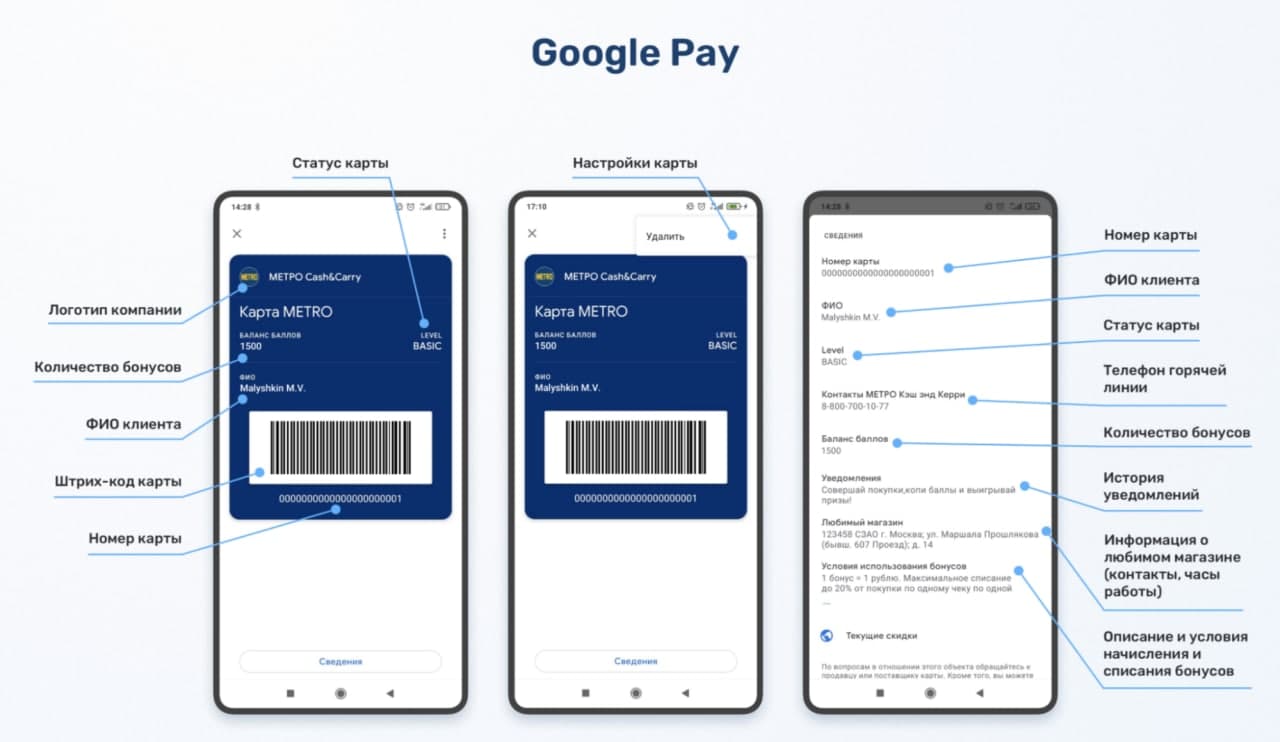 Google Pay
Статус карты
Настройки карты
14:28
МЕТРО Cash&Carry
METRO
Карта METRO
БАЛАНС БАЛЛОВ
LEVEL
1500
BASIC
ФИО
Malyshkin M.V.
0000000000000000000001
Сведения
Логотип компании
Количество бонусов
ФИО клиента
Штрих-код карты
Номер карты
17:10
Удалить
METRO
МЕТРО Cash&Carry
Карта METRO
БАЛАНС БАЛЛОВ
LEVEL
1500
BASIC
ФИО
Malyshkin M.V.
0000000000000000000001
Сведения
14:28
СВЕДЕНИЯ
Номер карты
0000000000000000000001
ФИО
Malyshkin M.V.
Level
BASIC
Контакты МЕТРО Кэш энд Керри
8-800-700-10-77
Баланс баллов
1500
Уведомления
Совершай покупки,копи баллы и выигрывай
призы!
Любимый магазин
123458 СЗАО г. Москва; ул. Маршала Прошлякова
(бывш. 607 Проезд); д. 14
Условия использования бонусов
1 бонус = 1 рублю. Максимальное списание
до 20% от покупки по одному чеку по одной
...
Текущие скидки
По вопросам в отношении этого объекта обращайтесь к
продавцу или поставщику карты. Кроме того, вы можете
Номер карты
ФИО клиента
Статус карты
Телефон горячей
линии
Количество бонусов
История
уведомлений
Информация о
любимом магазине
(контакты, часы
работы)
Описание и условия
начисления и
списания бонусов